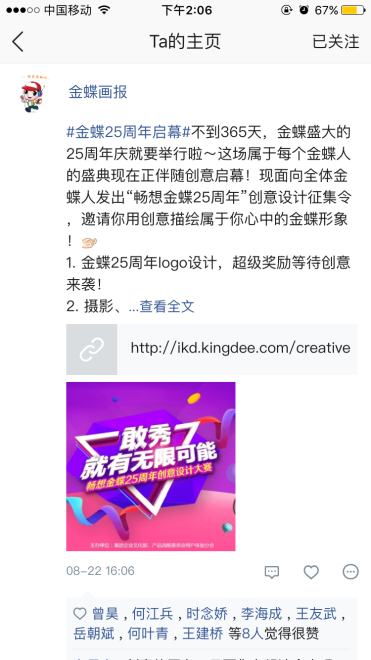 中国移动
下午2:06
67%
Ta的主页
已关注
金蝶画报
#金蝶25周年启幕#不到365天，金蝶盛大的
25周年庆就要举行啦～这场属于每个金蝶人
的盛典现在正伴随创意启幕！现面向全体金
蝶人发出“畅想金蝶25周年”创意设计征集令
，邀请你用创意描绘属于你心中的金蝶形象
！
1. 金蝶25周年logo设计，超级奖励等待创意
来袭！
2. 摄影、...查看全文
http://ikd.kingdee.com/creative
敢秀
就有无限可能
畅想金蝶25周年创意设计大赛
08-22 16:06
曾昊，何江兵，时念娇，李海成，王友武，
岳朝斌，何叶青，王建桥 等8人觉得很赞